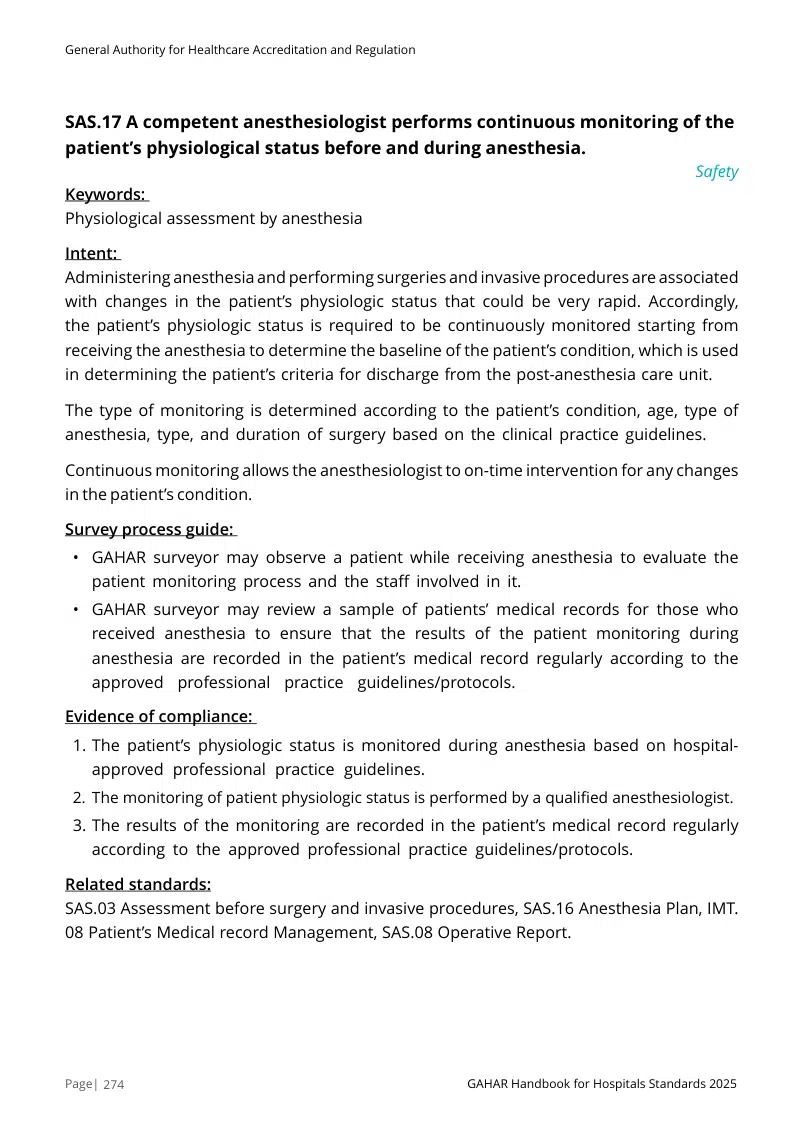 General Authority for Healthcare Accreditation and Regulation
SAS.17 A competent anesthesiologist performs continuous monitoring of the
patient’s physiological status before and during anesthesia.
Safety
Keywords:
Physiological assessment by anesthesia
Intent:
Administering anesthesia and performing surgeries and invasive procedures are associated
with changes in the patient’s physiologic status that could be very rapid. Accordingly,
the patient’s physiologic status is required to be continuously monitored starting from
receiving the anesthesia to determine the baseline of the patient’s condition, which is used
in determining the patient’s criteria for discharge from the post-anesthesia care unit.
The type of monitoring is determined according to the patient’s condition, age, type of
anesthesia, type, and duration of surgery based on the clinical practice guidelines.
Continuous monitoring allows the anesthesiologist to on-time intervention for any changes
in the patient’s condition.
Survey process guide:
• GAHAR surveyor may observe a patient while receiving anesthesia to evaluate the
patient monitoring process and the staff involved in it.
• GAHAR surveyor may review a sample of patients’ medical records for those who
received anesthesia to ensure that the results of the patient monitoring during
anesthesia are recorded in the patient’s medical record regularly according to the
approved professional practice guidelines/protocols.
Evidence of compliance:
1. The patient’s physiologic status is monitored during anesthesia based on hospital-
approved professional practice guidelines.
2. The monitoring of patient physiologic status is performed by a qualified anesthesiologist.
3. The results of the monitoring are recorded in the patient’s medical record regularly
according to the approved professional practice guidelines/protocols.
Related standards:
SAS.03 Assessment before surgery and invasive procedures, SAS.16 Anesthesia Plan, IMT.
08 Patient’s Medical record Management, SAS.08 Operative Report.
Page| 274
GAHAR Handbook for Hospitals Standards 2025